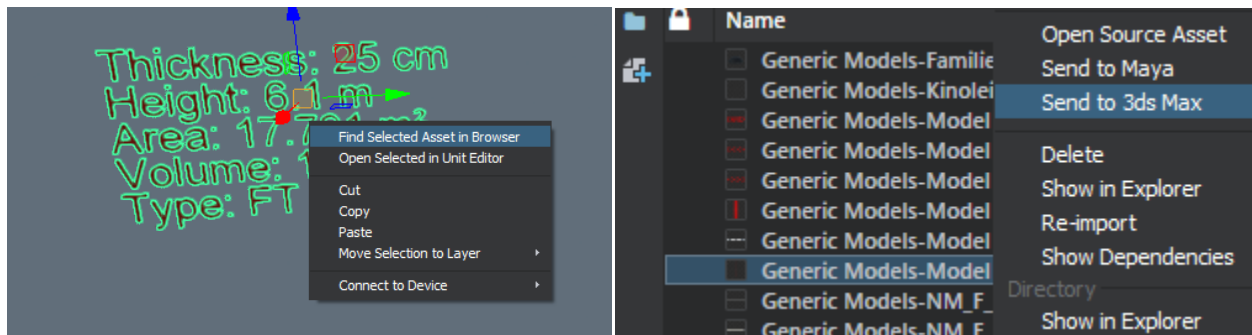 Thickness: 25 cm
Height: 6.1 m
Area: 17.791 m²
Volume:
Type: FT
Find Selected Asset in Browser
Open Selected in Unit Editor
Cut
Copy
Paste
Move Selection to Layer
Connect to Device
Name
Generic Models-Familie
Generic Models-Kinolei
Generic Models-Model
Generic Models-Model
Generic Models-Model
Generic Models-Model
Generic Models-Model
Generic Models-Model
Generic Models-NM_F_
Generic Models-NM_F
Open Source Asset
Send to Maya
Send to 3ds Max
Delete
Show in Explorer
Re-import
Show Dependencies
Directory
Show in Explorer